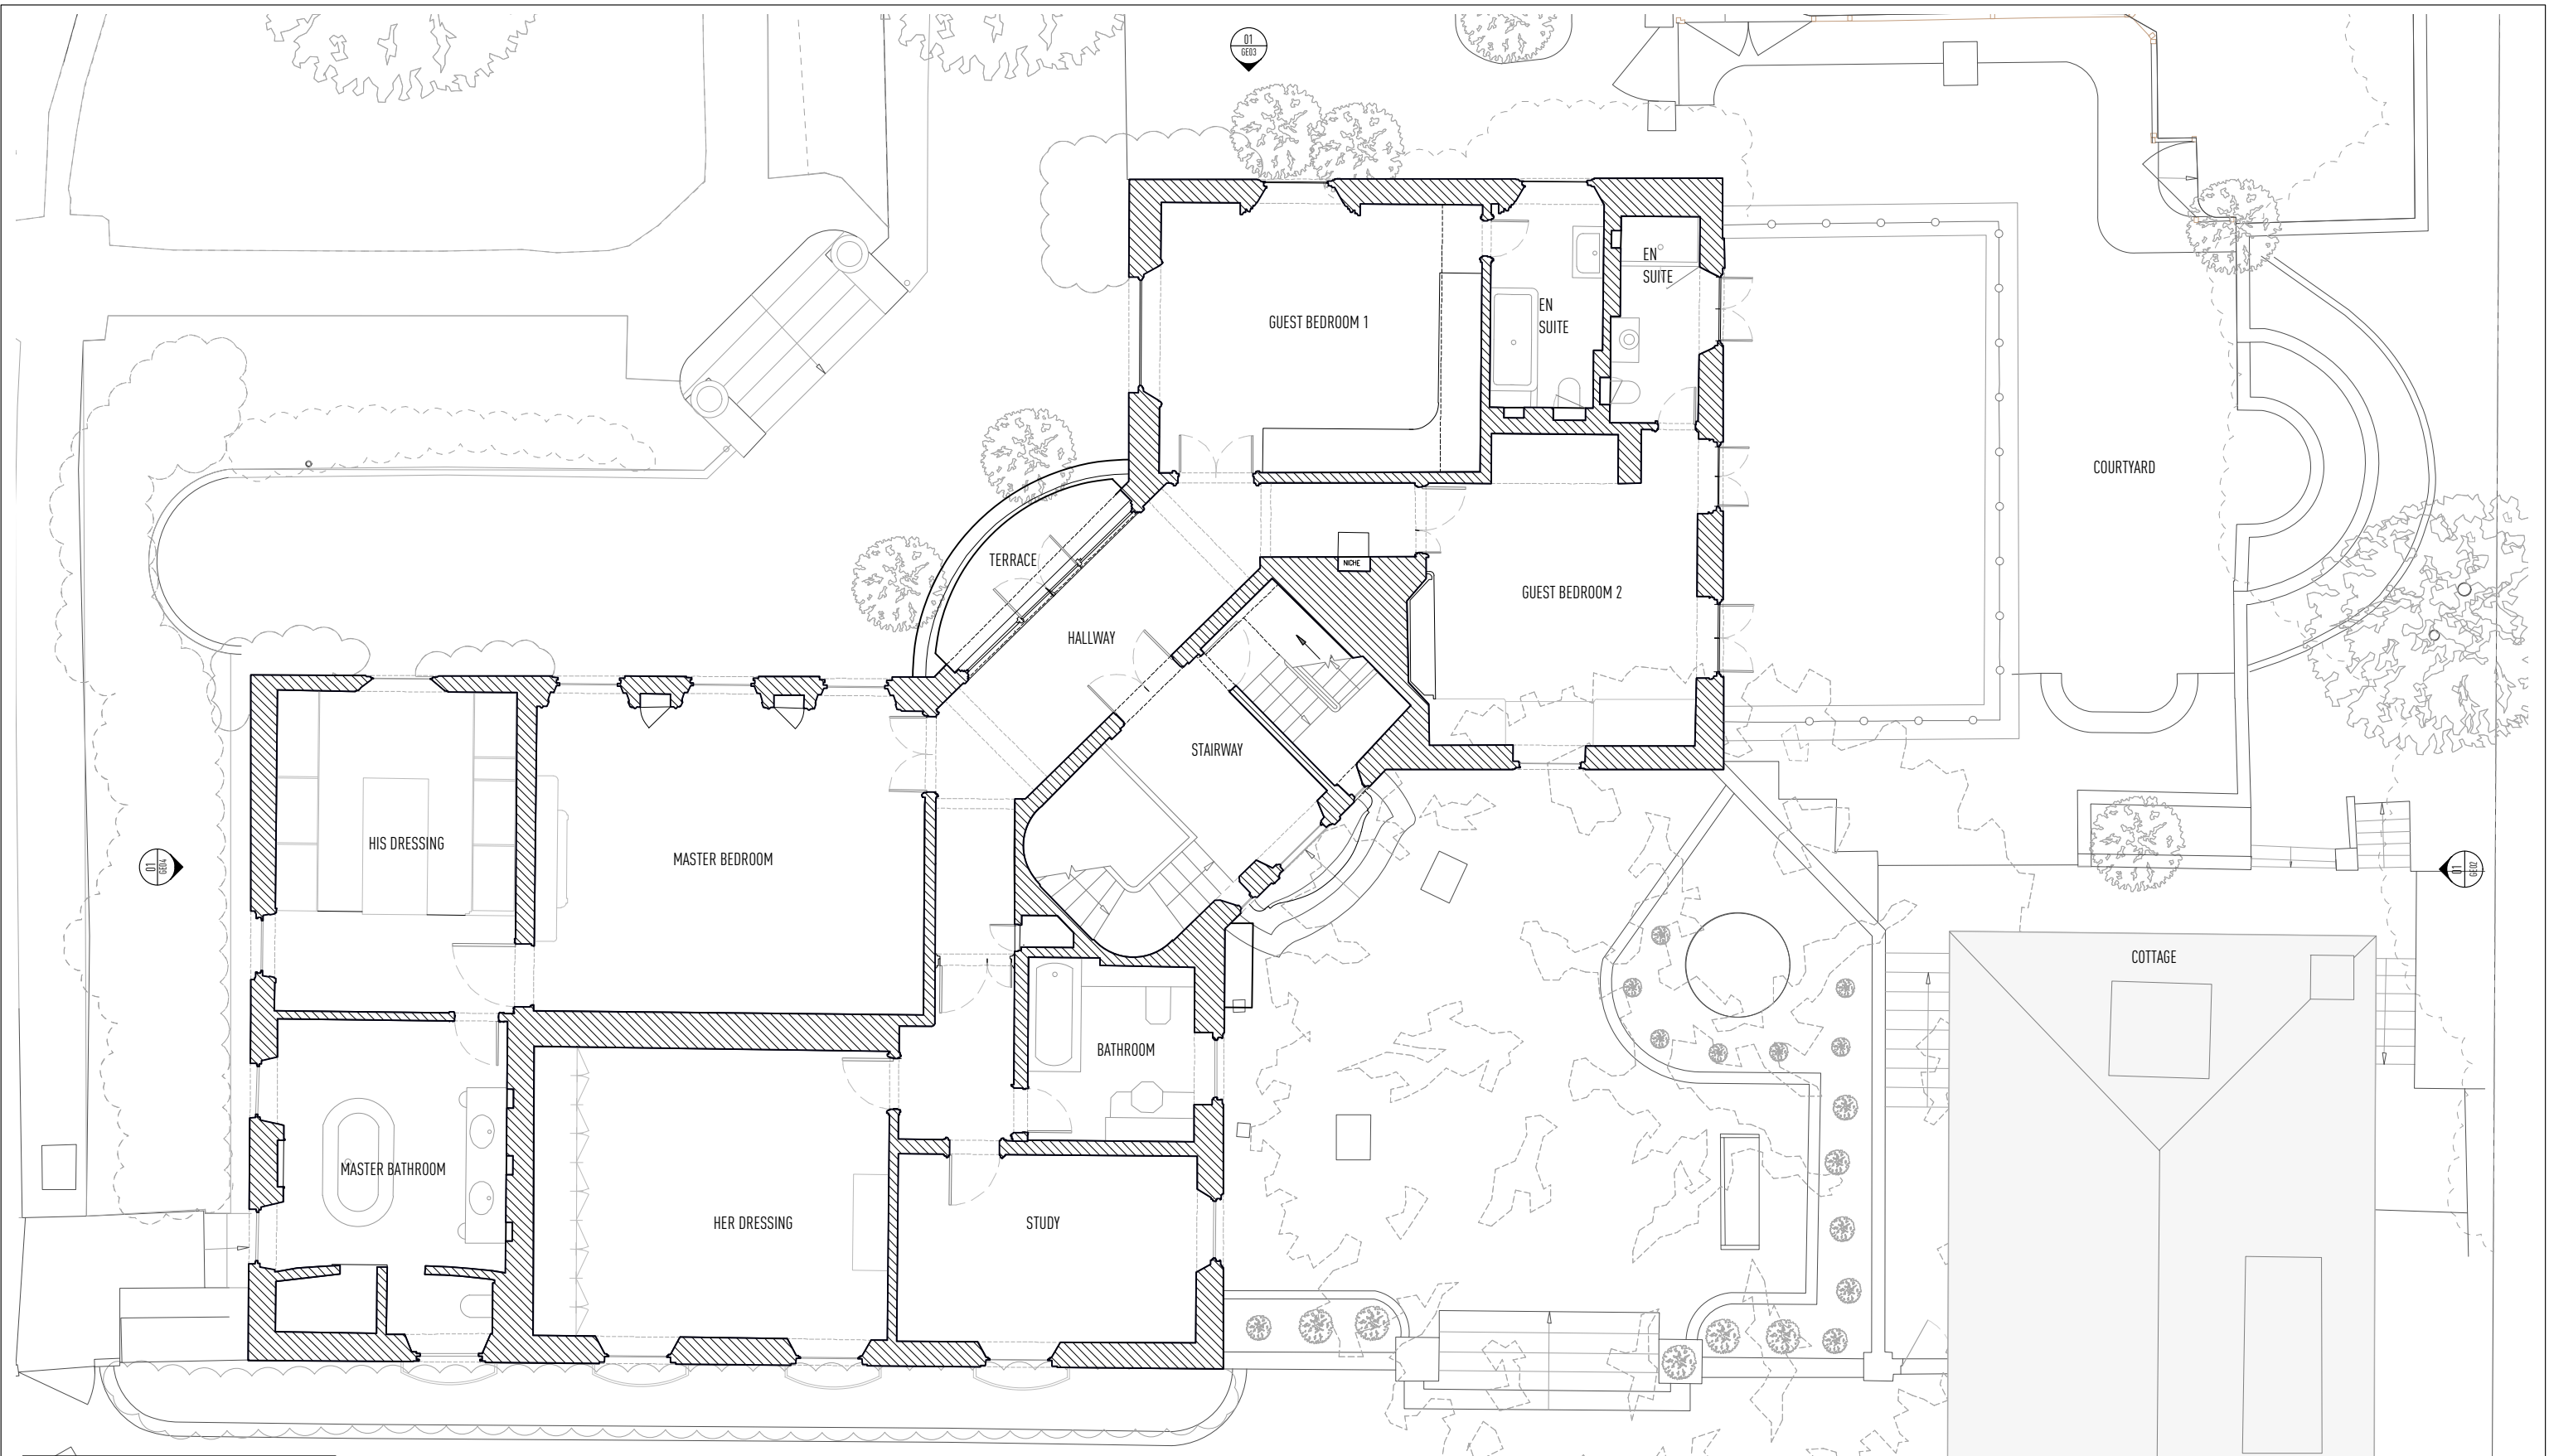 01
GE03
EN
SUITE
EN
SUITE
GUEST BEDROOM 1
COURTYARD
TERRACE
NICHE
GUEST BEDROOM 2
HALLWAY
STAIRWAY
HIS DRESSING
MASTER BEDROOM
01
GE04
01
GE02
COTTAGE
BATHROOM
MASTER BATHROOM
HER DRESSING
STUDY